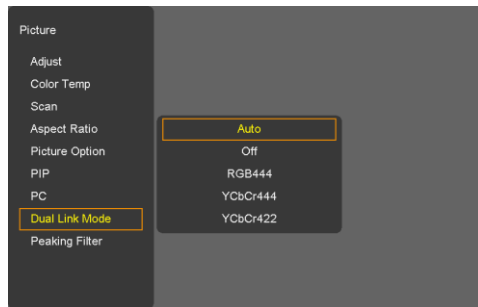 Picture
Adjust
Color Temp
Scan
Aspect Ratio
Auto
Picture Option
Off
PIP
RGB444
PC
YCbCr444
Dual Link Mode
YCbCr422
Peaking Filter